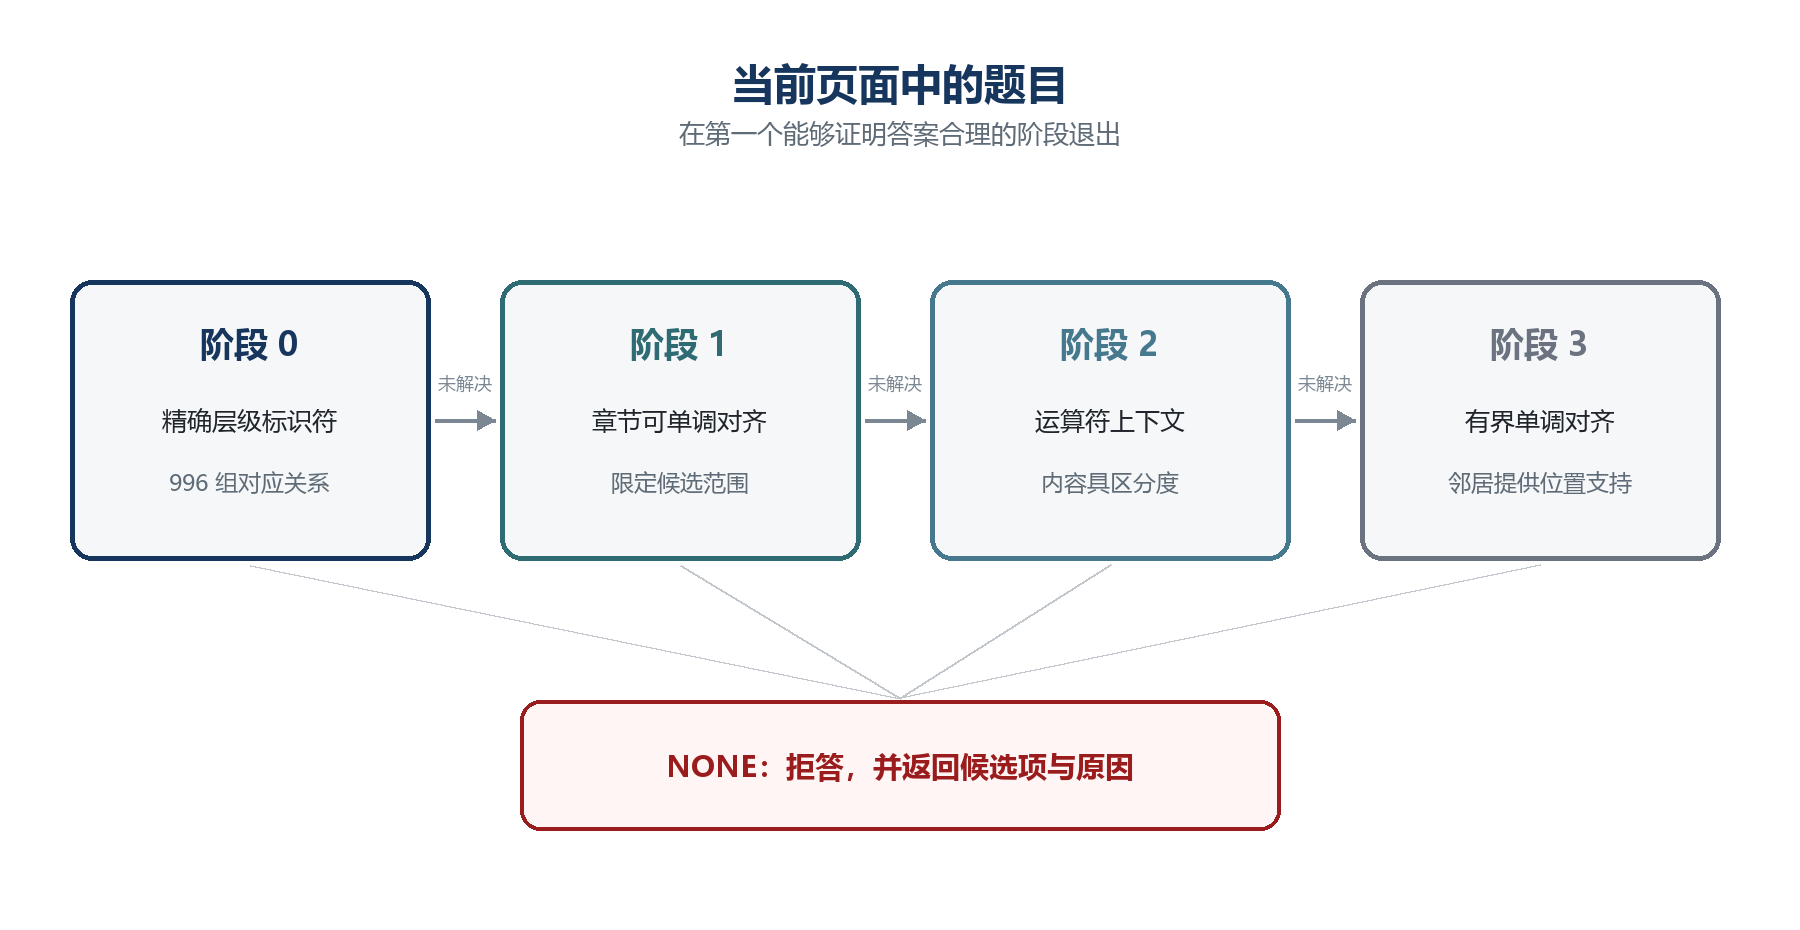 当前页面中的题目
在第一个能够证明答案合理的阶段退出
阶段 0
精确层级标识符
996 组对应关系
未解决
阶段 1
章节可单调对齐
限定候选范围
未解决
阶段 2
运算符上下文
内容具区分度
未解决
阶段 3
有界单调对齐
邻居提供位置支持
NONE：拒答，并返回候选项与原因